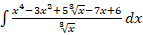 ∫ (x⁴−3x²+5∛x−7x+6)/∛x dx